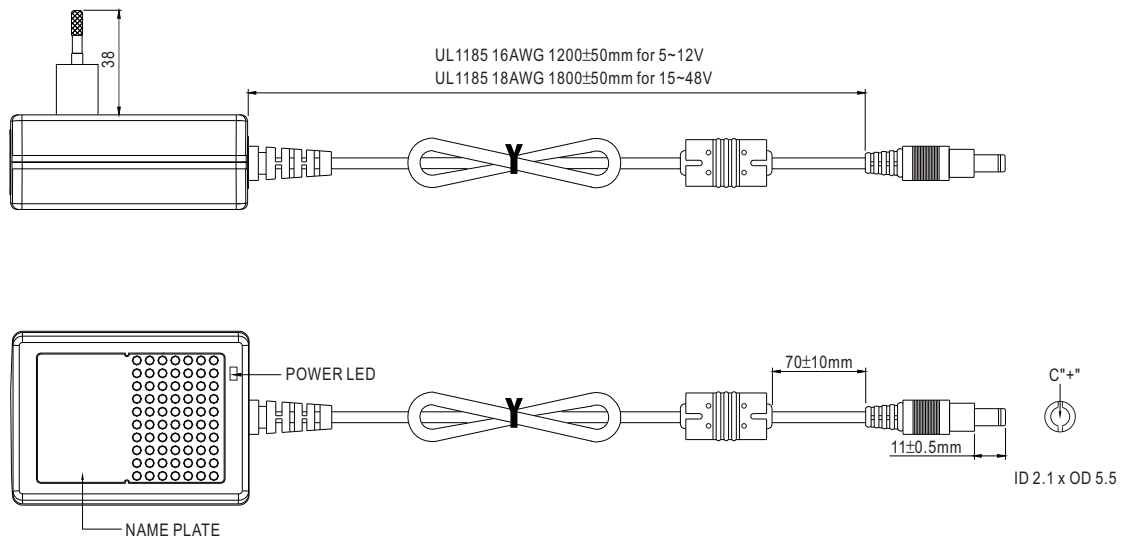 38
UL1185 16AWG 1200±50mm for 5~12V
UL1185 18AWG 1800±50mm for 15~48V
POWER LED
70±10mm
C"+"
11±0.5mm
ID 2.1 x OD 5.5
NAME PLATE